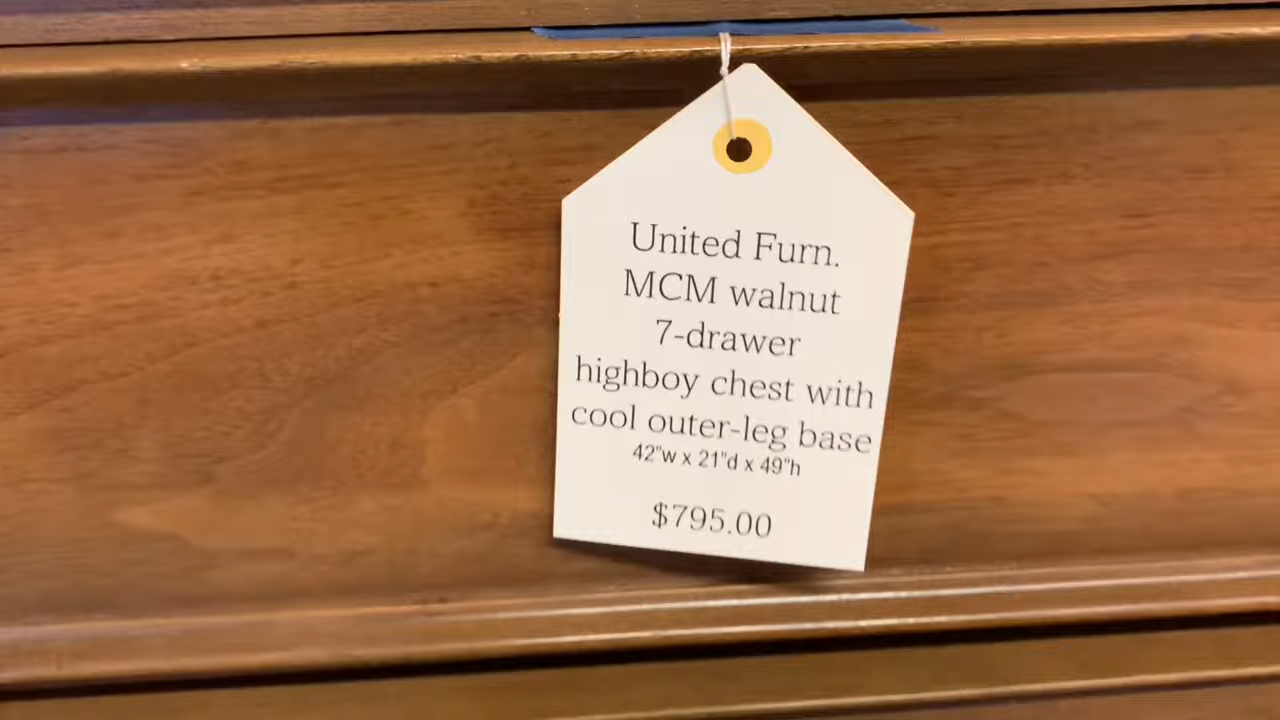 United Furn.
MCM walnut
7-drawer
highboy chest with
cool outer-leg base
42"w x 21"d x 49"h
$795.00